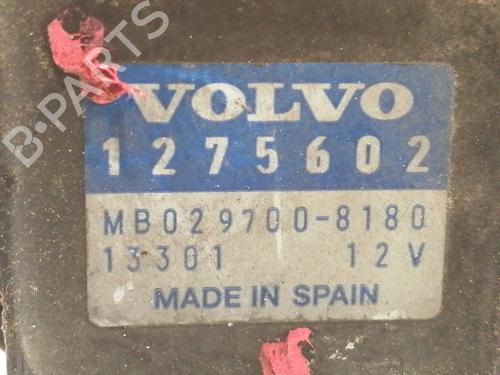 B-PARTS
VOLVO
1275602
MB029700-8180
13301 12V
MADE IN SPAIN